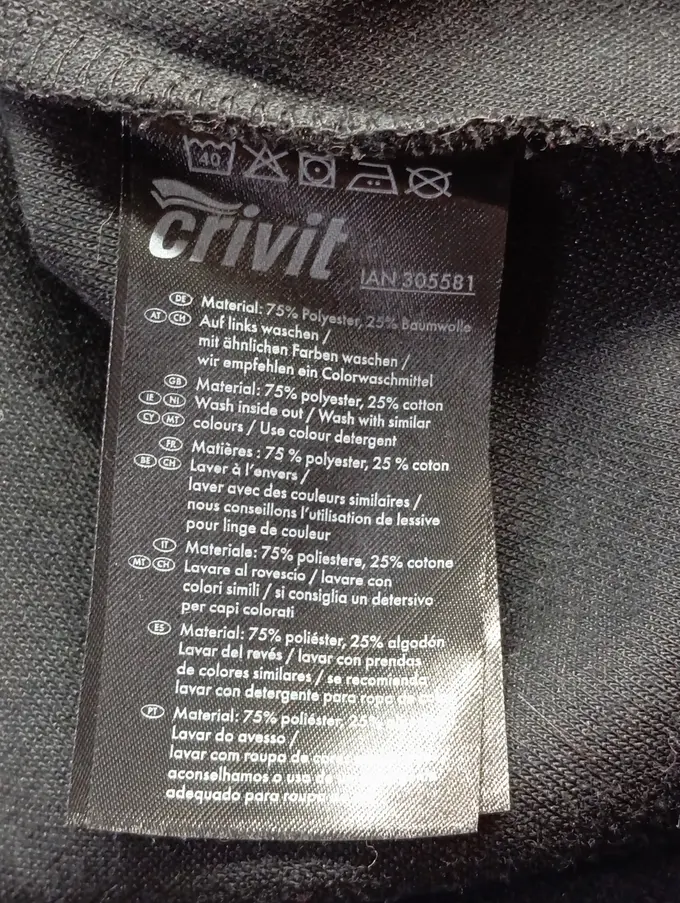 40
crivit
IAN 305581
DE Material: 75% Polyester, 25% Baumwolle
AT CH Auf links waschen /
mit ähnlichen Farben waschen /
wir empfehlen ein Colorwaschmittel
GB Material: 75% polyester, 25% cotton
IE NI Wash inside out / Wash with similar
CY MT colours / Use colour detergent
FR Matières : 75 % polyester, 25 % coton
BE CH Laver à l'envers /
laver avec des couleurs similaires /
nous conseillons l'utilisation de lessive
pour linge de couleur
IT Materiale: 75% poliestere, 25% cotone
MT CH Lavare al rovescio / lavare con
colori simili / si consiglia un detersivo
per capi colorati
ES Material: 75% poliéster, 25% algodón
Lavar del revés / lavar con prendas
de colores similares / se recomienda
lavar con detergente para ropa de
PT Material: 75% poliéster, 25%
Lavar do avesso /
lavar com roupa de
aconselhamos o uso de
adequado para roupa